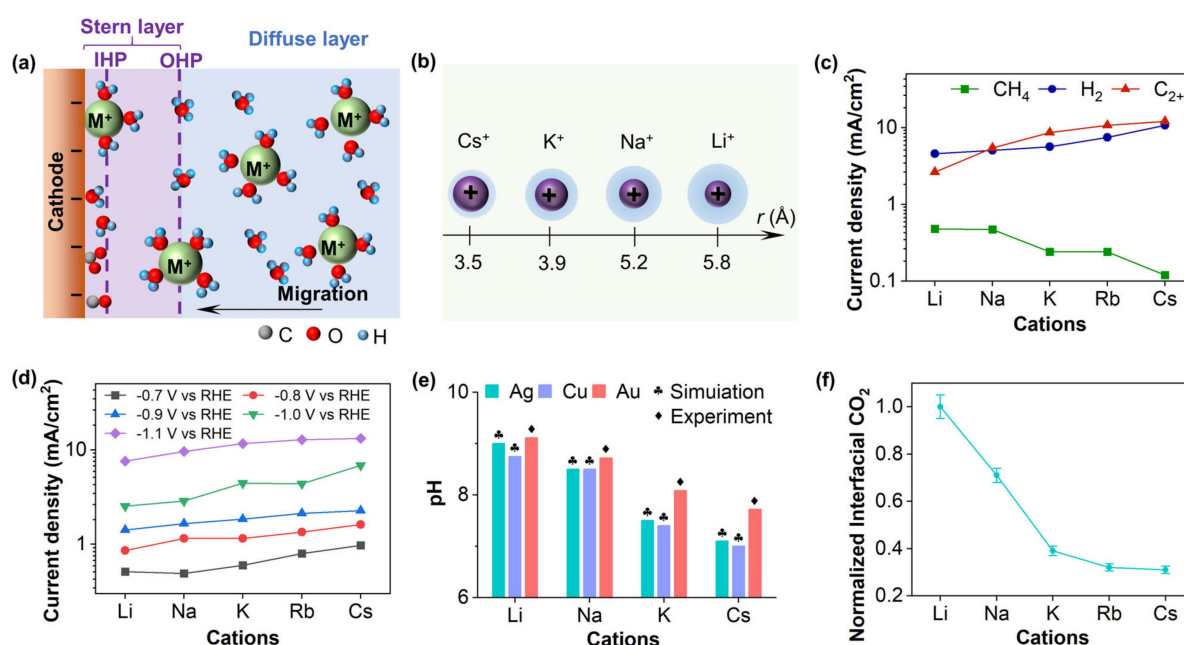 Stern layer
IHP OHP
Diffuse layer
(a)
Cathode
M⁺
M⁺
M⁺
M⁺
M⁺
Migration
C O H
(b)
Cs⁺ K⁺ Na⁺ Li⁺
+ + + +
r (Å)
3.5 3.9 5.2 5.8
(c)
CH₄ H₂ C₂₊
Current density (mA/cm²)
10
1
0.1
Li Na K Rb Cs
Cations
(d)
-0.7 V vs RHE -0.8 V vs RHE
-0.9 V vs RHE -1.0 V vs RHE
-1.1 V vs RHE
Current density (mA/cm²)
10
1
Li Na K Rb Cs
Cations
(e)
Ag Cu Au ♣ Simuiation
♦ Experiment
pH
10
8
6
Li Na K Cs
Cations
(f)
Normalized Interfacial CO₂
1.0
0.8
0.6
0.4
0.2
Li Na K Rb Cs
Cations